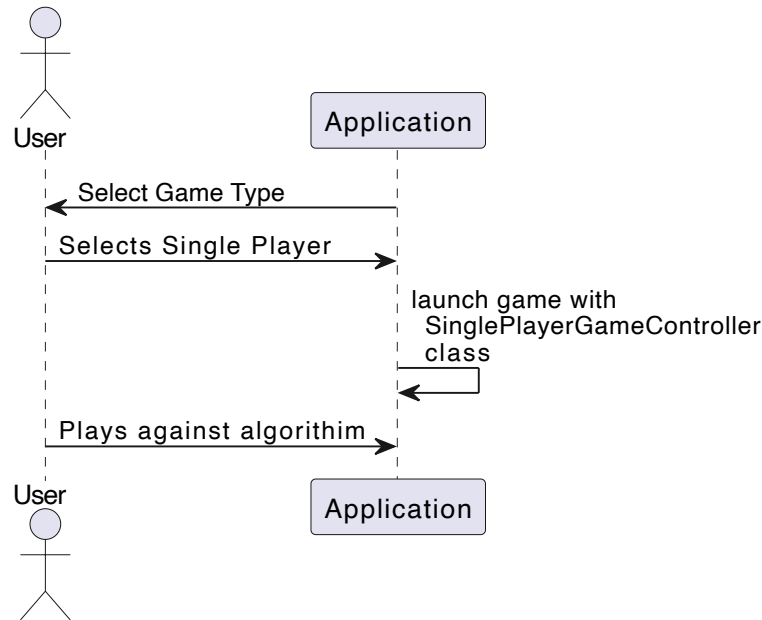 User
Application
Select Game Type
Selects Single Player
launch game with
SinglePlayerGameController
class
Plays against algorithim
User
Application